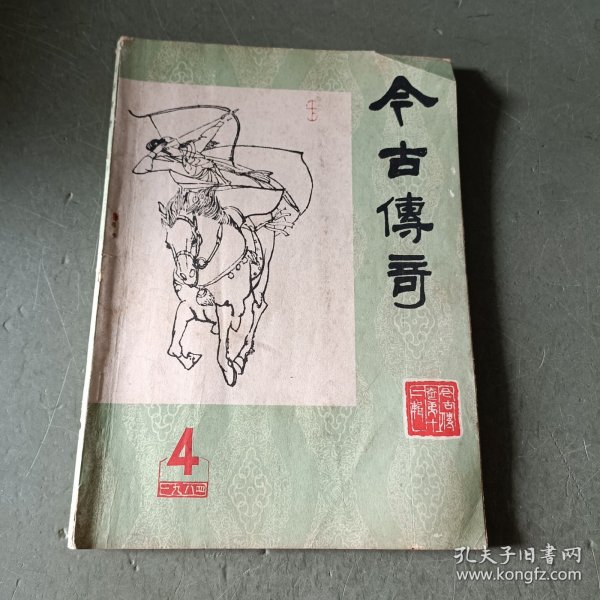 今古傳奇
今古傳
奇第十
二輯
4
一九八四
孔夫子旧书网
www.kongfz.com